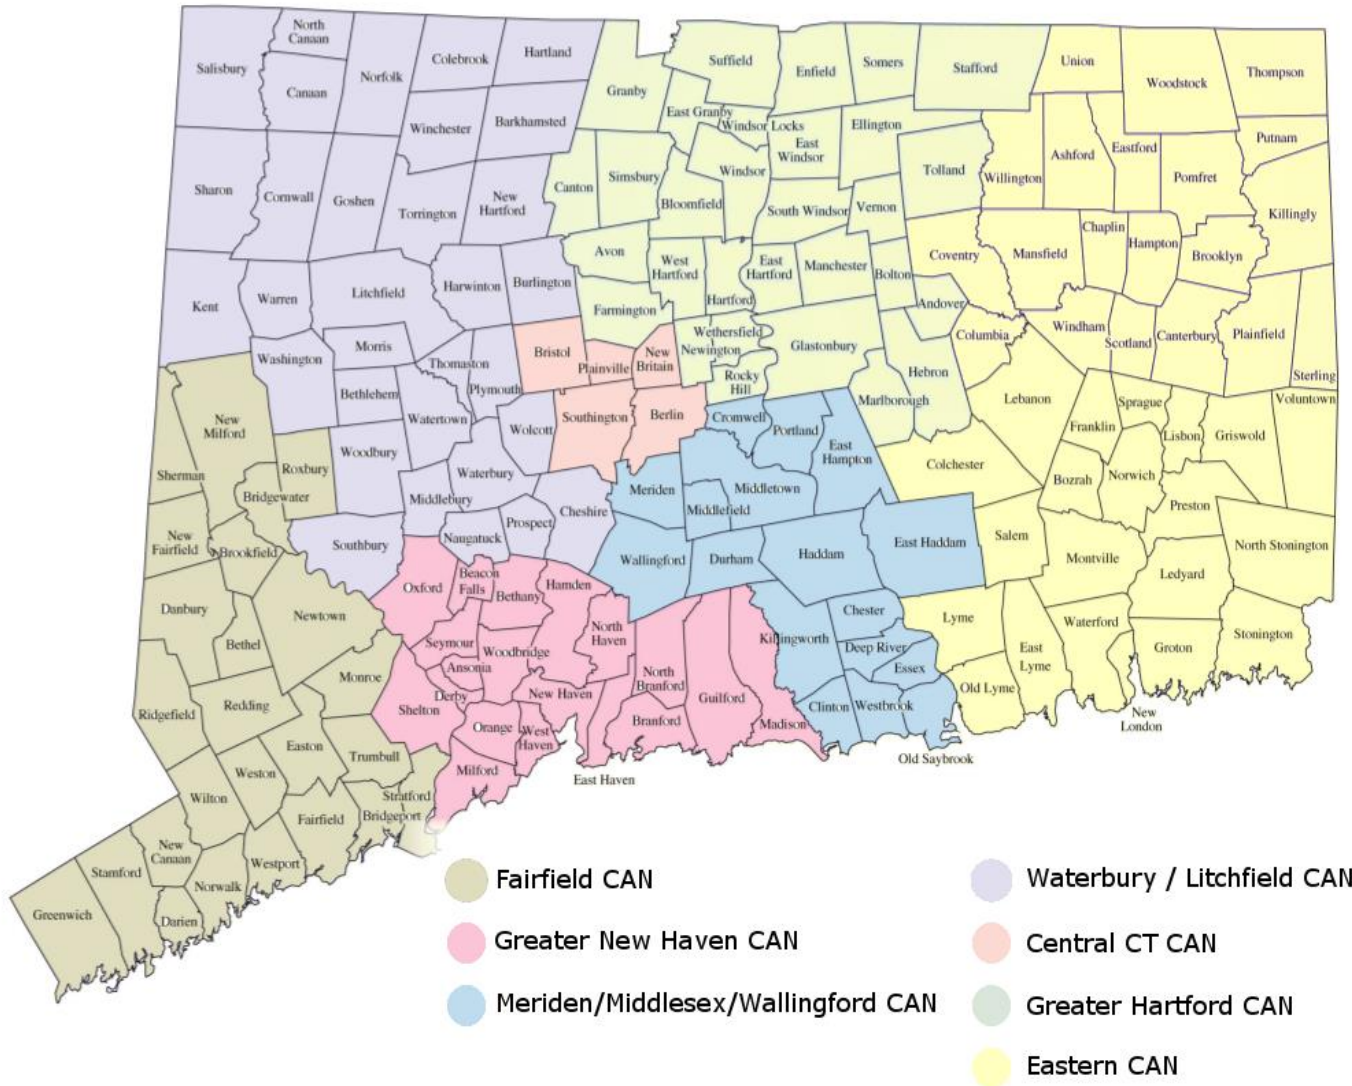 North
Canaan
Salisbury
Canaan
Norfolk
Colebrook
Hartland
Granby
Suffield
Enfield
Somers
Stafford
Union
Woodstock
Thompson
Winchester
Barkhamsted
East Granby
Windsor Locks
East
Windsor
Ellington
Willington
Ashford
Eastford
Putnam
Pomfret
Sharon
Cornwall
Goshen
Torrington
New
Hartford
Canton
Simsbury
Bloomfield
Windsor
South Windsor
Vernon
Tolland
Killingly
Chaplin
Hampton
Brooklyn
Mansfield
Coventry
Kent
Warren
Litchfield
Harwinton
Burlington
Avon
West
Hartford
Hartford
East
Hartford
Manchester
Bolton
Andover
Farmington
Washington
Morris
Thomaston
Bristol
Plainville
New
Britain
Wethersfield
Newington
Rocky
Hill
Glastonbury
Hebron
Columbia
Windham
Scotland
Canterbury
Plainfield
Sterling
Bethlehem
Watertown
Plymouth
Wolcott
Southington
Berlin
Cromwell
Portland
East
Hampton
Marlborough
Lebanon
Franklin
Sprague
Lisbon
Griswold
Voluntown
New
Milford
Sherman
Roxbury
Bridgewater
Woodbury
Waterbury
Middlebury
Meriden
Middletown
Middlefield
Colchester
Bozrah
Norwich
Preston
New
Fairfield
Brookfield
Southbury
Naugatuck
Prospect
Cheshire
Wallingford
Durham
Haddam
East Haddam
Salem
Montville
Ledyard
North Stonington
Danbury
Bethel
Newtown
Oxford
Beacon
Falls
Bethany
Hamden
North
Haven
Killingworth
Chester
Deep River
Essex
Lyme
East
Lyme
Waterford
Groton
Stonington
Seymour
Woodbridge
Ansonia
Derby
Shelton
Monroe
Ridgefield
Redding
New Haven
North
Branford
Guilford
Madison
Clinton
Westbrook
Old Lyme
New
London
Old Saybrook
Orange
West
Haven
Branford
East Haven
Milford
Easton
Trumbull
Weston
Wilton
Stratford
Bridgeport
Fairfield
New
Canaan
Stamford
Westport
Norwalk
Darien
Greenwich
Fairfield CAN
Greater New Haven CAN
Meriden/Middlesex/Wallingford CAN
Waterbury / Litchfield CAN
Central CT CAN
Greater Hartford CAN
Eastern CAN